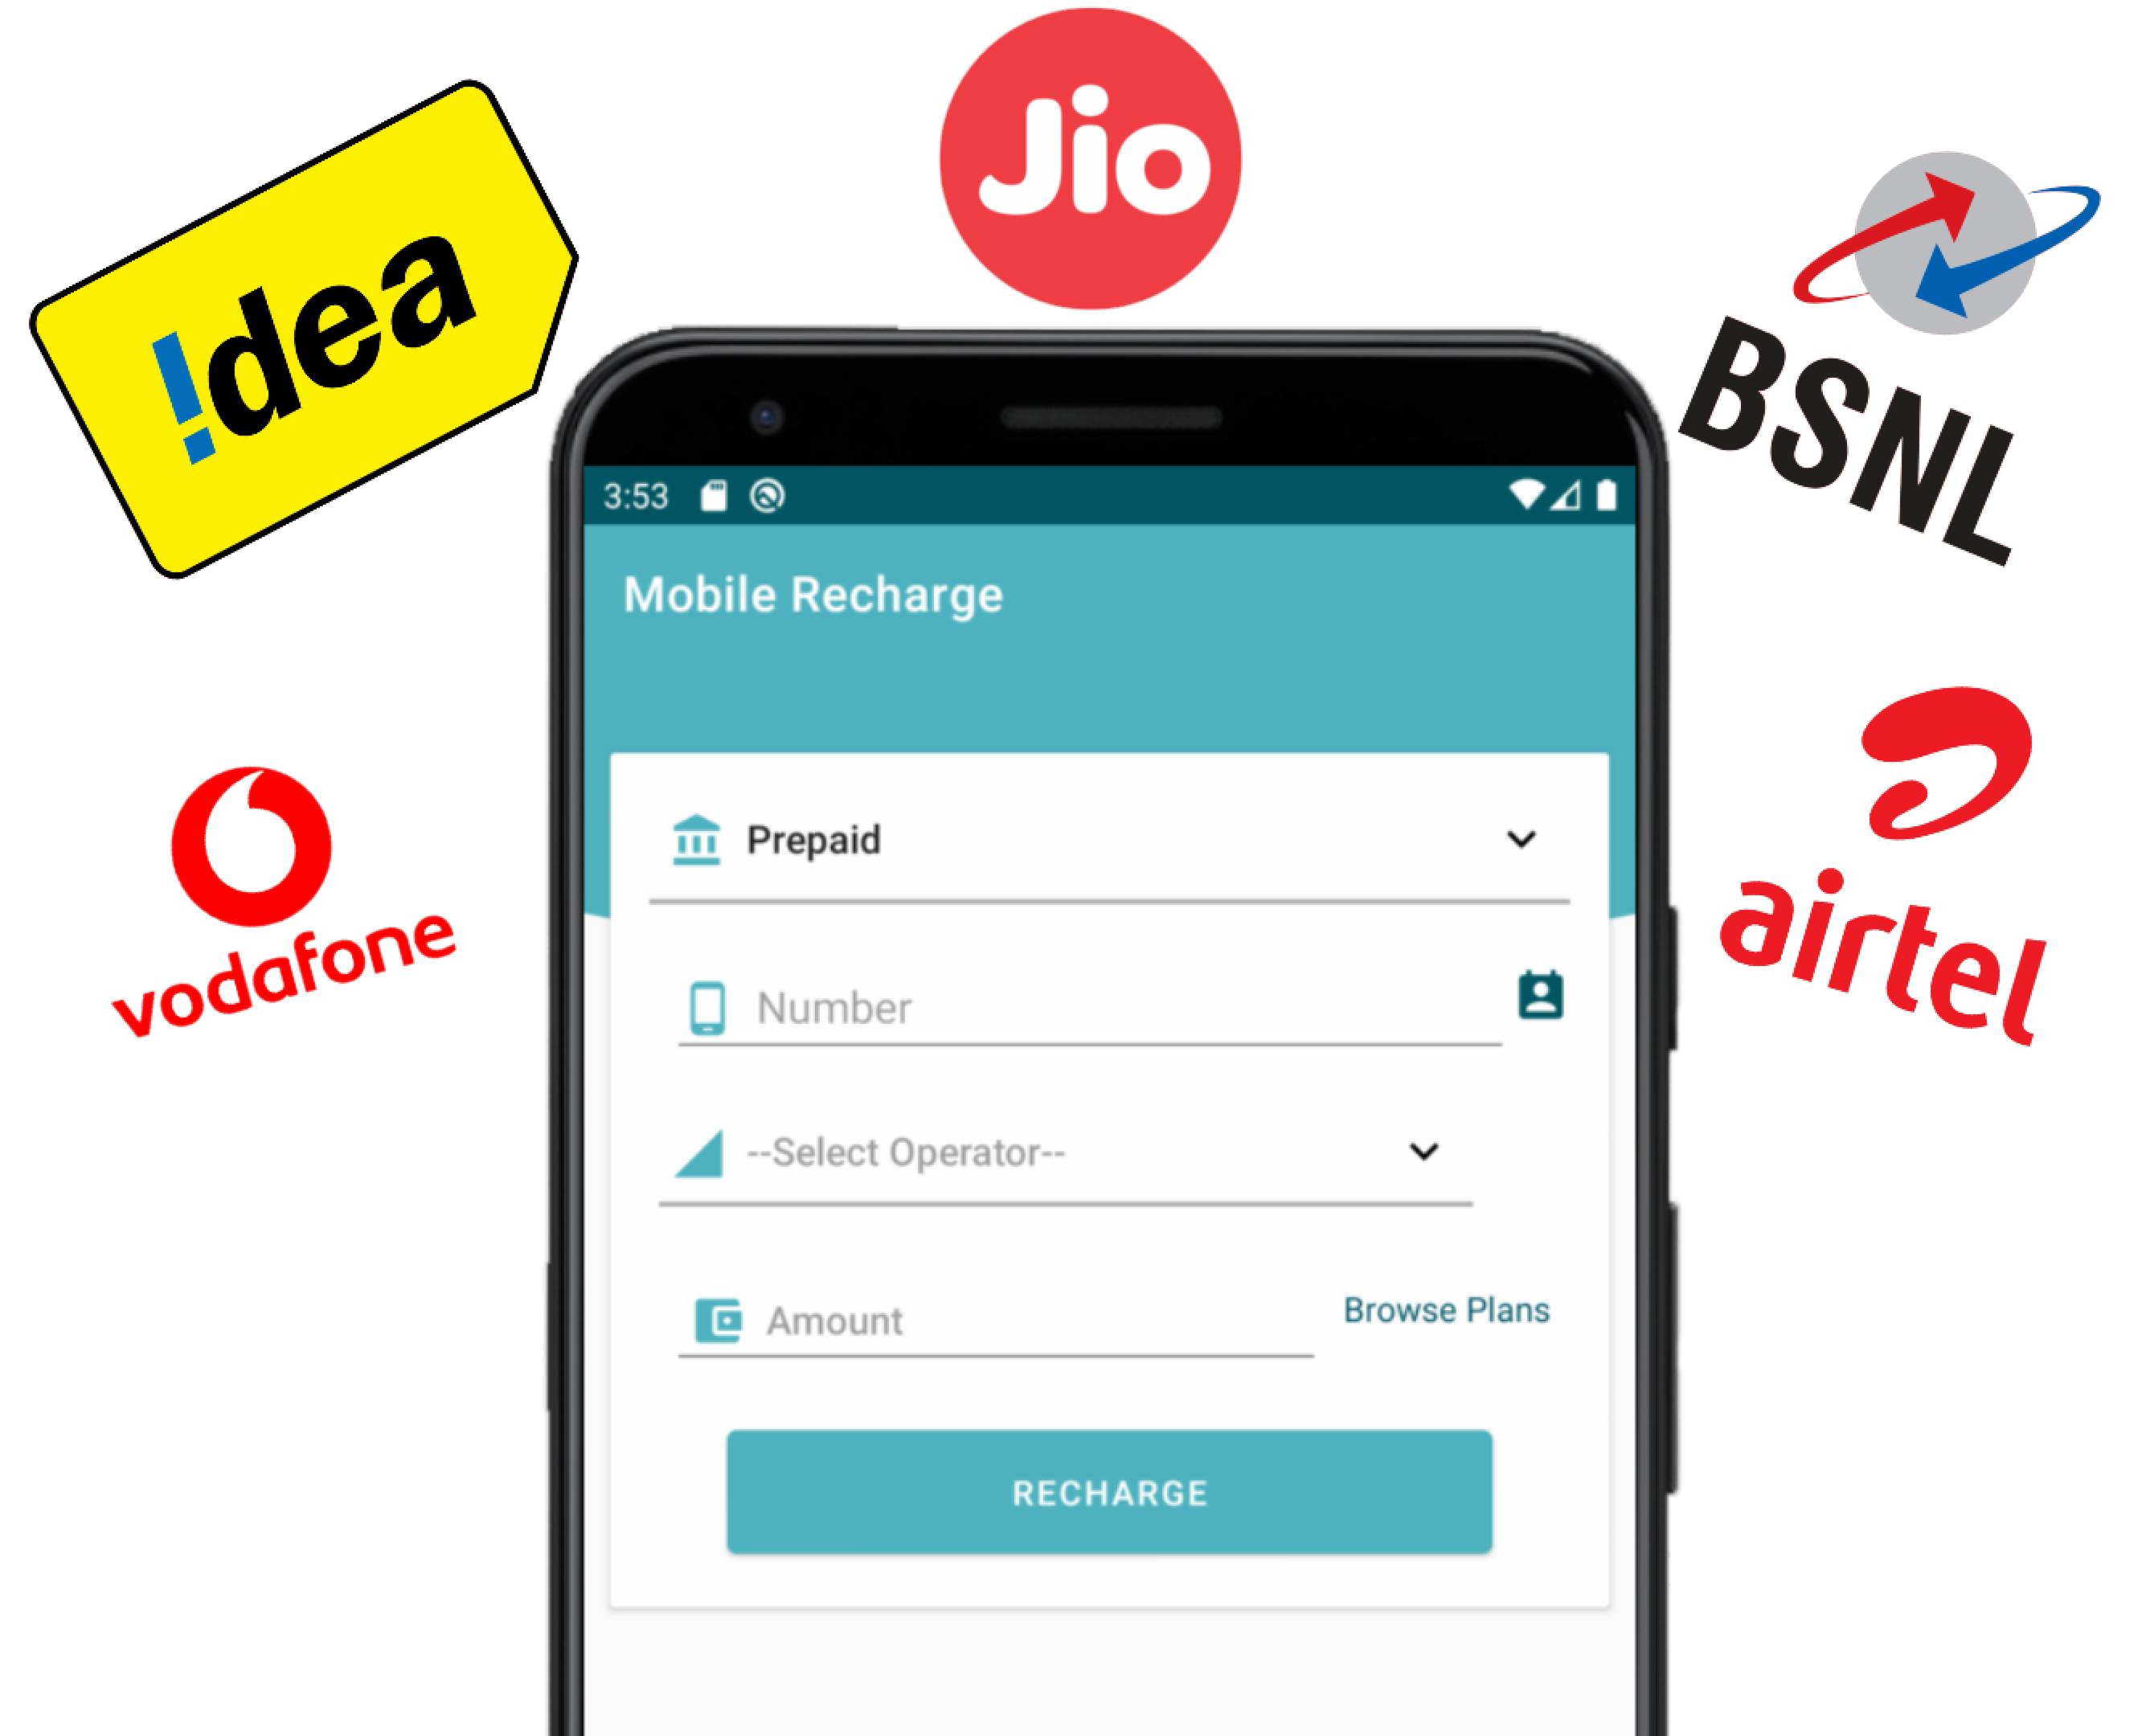 Jio
!dea
BSNL
3:53
Mobile Recharge
vodafone
airtel
Prepaid
Number
--Select Operator--
Amount
Browse Plans
RECHARGE